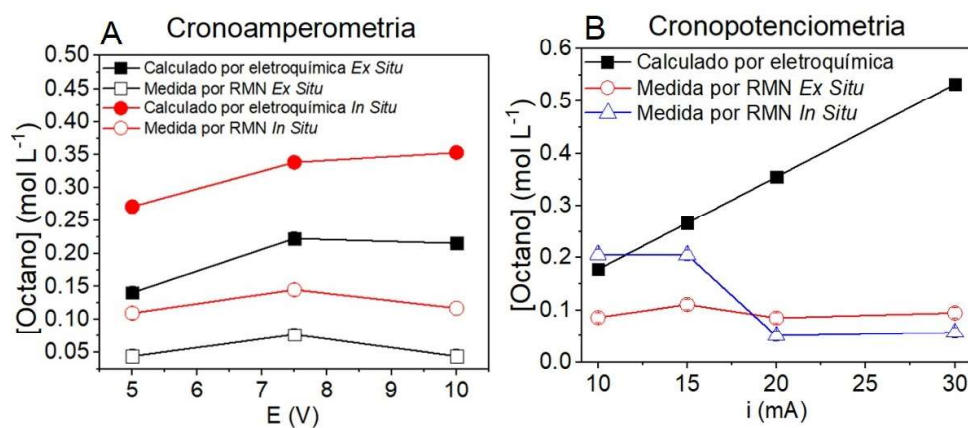 A
Cronoamperometria
0.50
0.45
0.40
0.35
0.30
0.25
0.20
0.15
0.10
0.05
[Octano] (mol L⁻¹)
Calculado por eletroquímica Ex Situ
Medida por RMN Ex Situ
Calculado por eletroquímica In Situ
Medida por RMN In Situ
5 6 7 8 9 10
E (V)
B
Cronopotenciometria
0.6
0.5
0.4
0.3
0.2
0.1
0.0
[Octano] (mol L⁻¹)
Calculado por eletroquímica
Medida por RMN Ex Situ
Medida por RMN In Situ
10 15 20 25 30
i (mA)